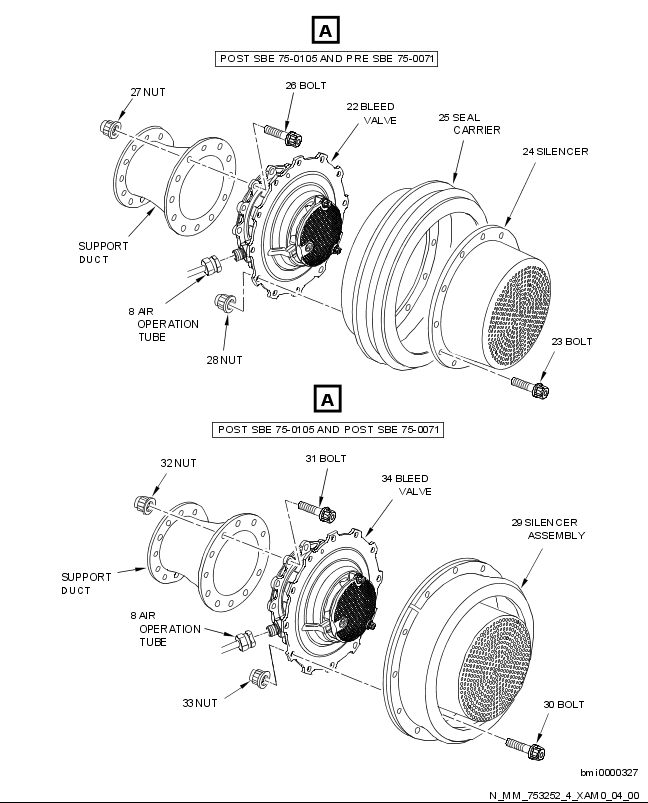 A
POST SBE 75-0105 AND PRE SBE 75-0071
27 NUT
26 BOLT
22 BLEED
VALVE
25 SEAL
CARRIER
24 SILENCER
SUPPORT
DUCT
8 AIR
OPERATION
TUBE
28 NUT
23 BOLT
A
POST SBE 75-0105 AND POST SBE 75-0071
32 NUT
31 BOLT
34 BLEED
VALVE
29 SILENCER
ASSEMBLY
SUPPORT
DUCT
8 AIR
OPERATION
TUBE
33 NUT
30 BOLT
bmi0000327
N_MM_753252_4_XAM0_04_00